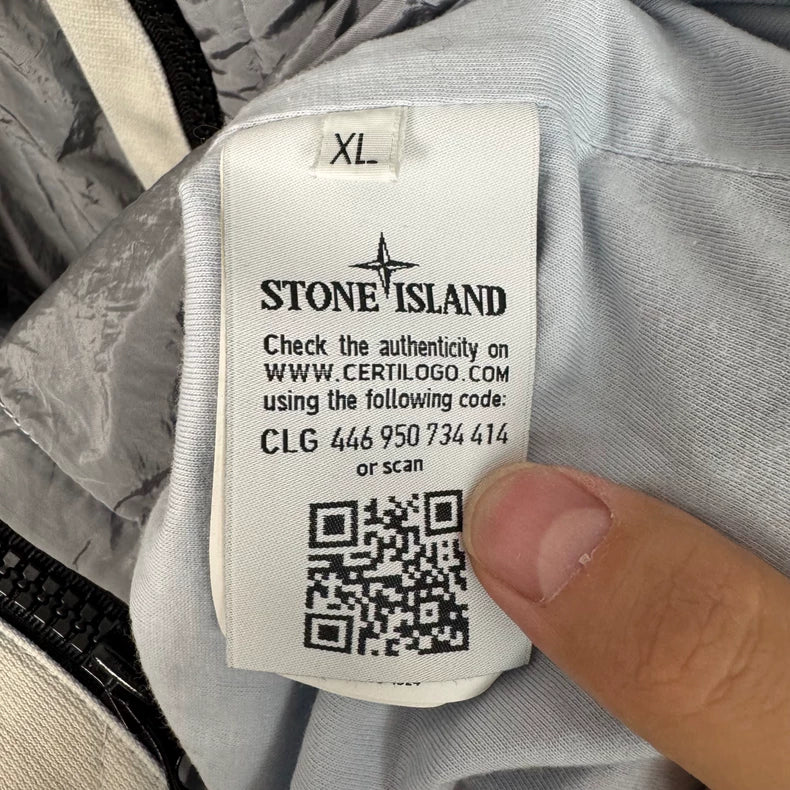 XL
STONE ISLAND
Check the authenticity on
WWW.CERTILOGO.COM
using the following code:
CLG 446 950 734 414
or scan